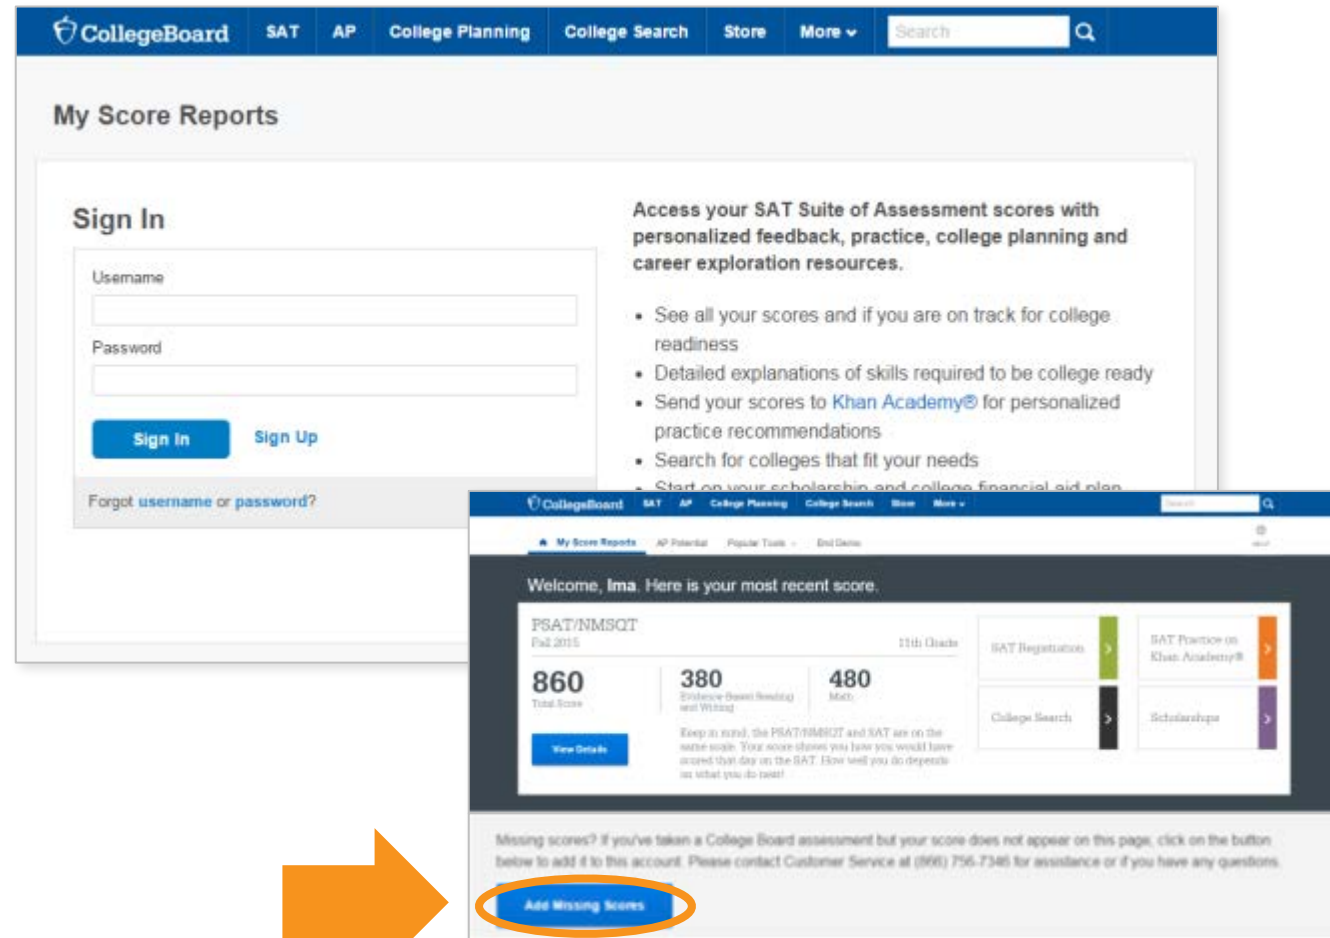 CollegeBoard SAT AP College Planning College Search Store More Search
My Score Reports
Sign In
Username
Password
Sign In Sign Up
Forgot username or password?
Access your SAT Suite of Assessment scores with
personalized feedback, practice, college planning and
career exploration resources.
• See all your scores and if you are on track for college
readiness
• Detailed explanations of skills required to be college ready
• Send your scores to Khan Academy® for personalized
practice recommendations
• Search for colleges that fit your needs
• Start on your scholarship and college financial aid plan
CollegeBoard SAT AP College Planning College Search Store More Search
My Score Reports AP Potential Popular Tools End Demo
Welcome, Ima. Here is your most recent score.
PSAT/NMSQT
Fall 2015 11th Grade
860
Total Score
380
Evidence-Based Reading
and Writing
480
Math
View Details
Keep in mind, the PSAT/NMSQT and SAT are on the
same scale. Your score shows you how you would have
scored that day on the SAT. How well you do depends
on what you do next!
SAT Registration
SAT Practice on
Khan Academy®
College Search
Scholarships
Missing scores? If you've taken a College Board assessment but your score does not appear on this page, click on the button
below to add it to this account. Please contact Customer Service at (866) 756-7346 for assistance or if you have any questions.
Add Missing Scores